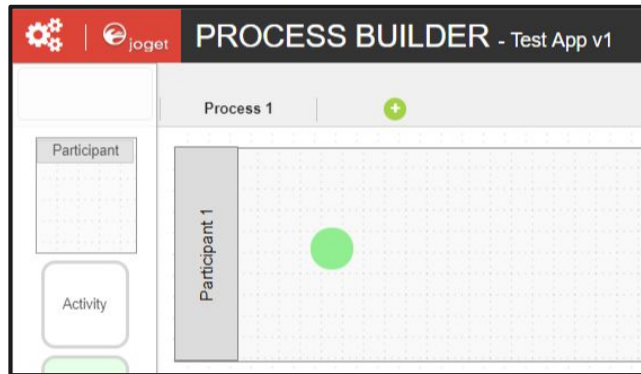 joget PROCESS BUILDER - Test App v1
Process 1
Participant
Participant 1
Activity